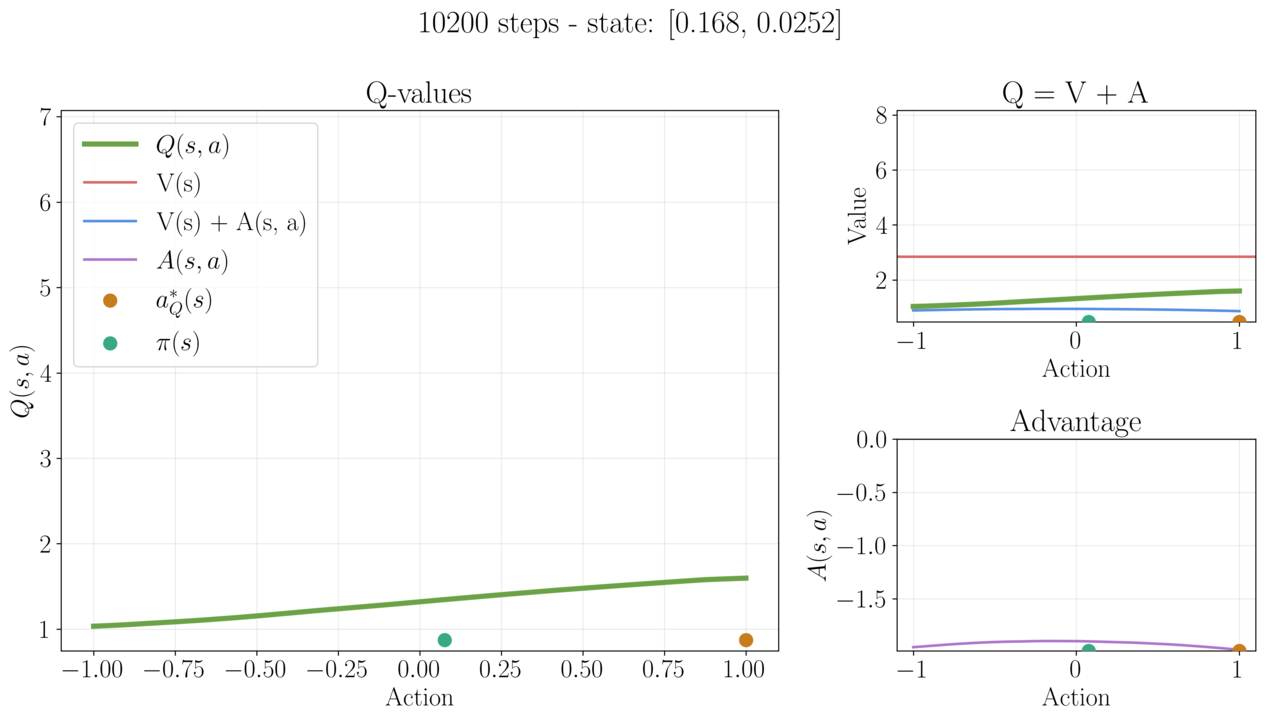 10200 steps - state: [0.168, 0.0252]
Q-values
7
6
5
4
3
2
1
Q(s, a)
Q(s, a)
V(s)
V(s) + A(s, a)
A(s, a)
a*_Q(s)
π(s)
−1.00 −0.75 −0.50 −0.25 0.00 0.25 0.50 0.75 1.00
Action
Q = V + A
8
6
4
2
Value
−1 0 1
Action
Advantage
0.0
−0.5
−1.0
−1.5
A(s, a)
−1 0 1
Action